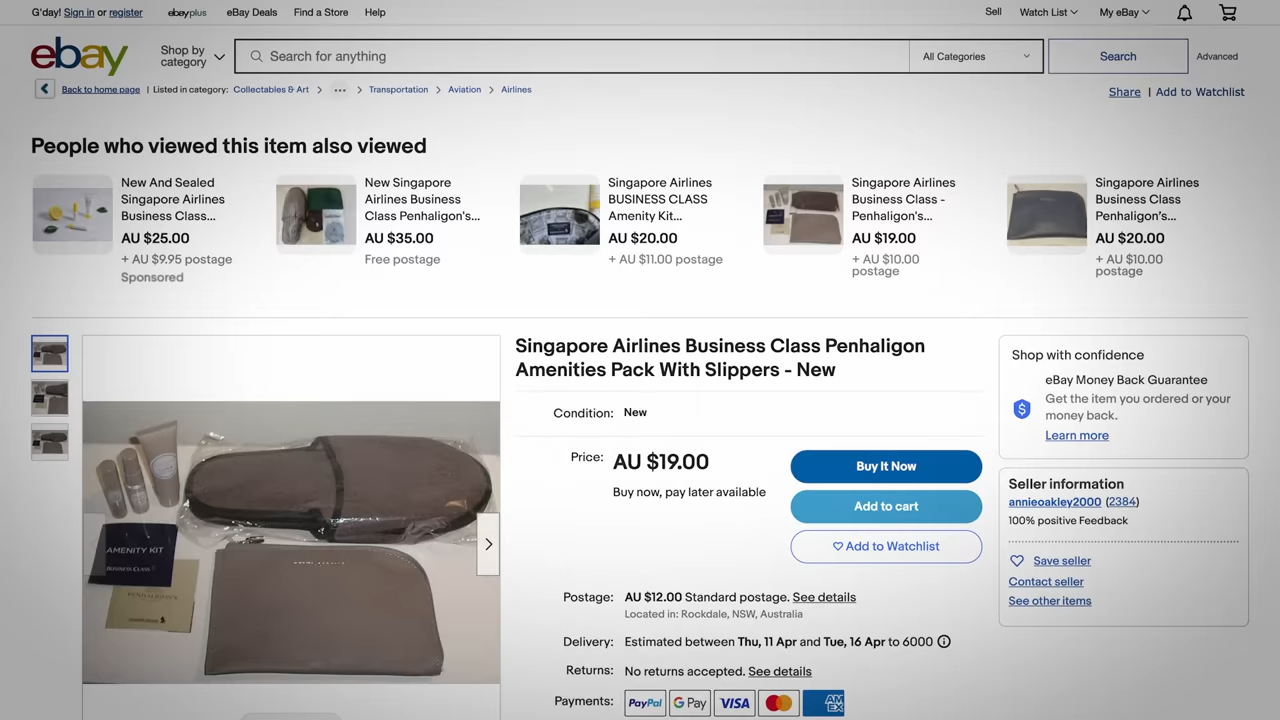 G'day! Sign in or register
ebayplus
eBay Deals
Find a Store
Help
Sell
Watch List
My eBay
ebay
Shop by category
Search for anything
All Categories
Search
Advanced
Back to home page | Listed in category: Collectables & Art > ... > Transportation > Aviation > Airlines
Share | Add to Watchlist
People who viewed this item also viewed
New And Sealed
Singapore Airlines
Business Class...
AU $25.00
+ AU $9.95 postage
Sponsored
New Singapore
Airlines Business
Class Penhaligon's...
AU $35.00
Free postage
Singapore Airlines
BUSINESS CLASS
Amenity Kit...
AU $20.00
+ AU $11.00 postage
Singapore Airlines
Business Class -
Penhaligon's...
AU $19.00
+ AU $10.00
postage
Singapore Airlines
Business Class
Penhaligon's...
AU $20.00
+ AU $10.00
postage
AMENITY KIT
BUSINESS CLASS
PENHALIGON'S
Singapore Airlines Business Class Penhaligon
Amenities Pack With Slippers - New
Condition: New
Price: AU $19.00
Buy now, pay later available
Buy It Now
Add to cart
Add to Watchlist
Postage: AU $12.00 Standard postage. See details
Located in: Rockdale, NSW, Australia
Delivery: Estimated between Thu, 11 Apr and Tue, 16 Apr to 6000
Returns: No returns accepted. See details
Payments: PayPal G Pay VISA AM EX
Shop with confidence
eBay Money Back Guarantee
Get the item you ordered or your
money back.
Learn more
Seller information
annieoakley2000 (2384)
100% positive Feedback
Save seller
Contact seller
See other items